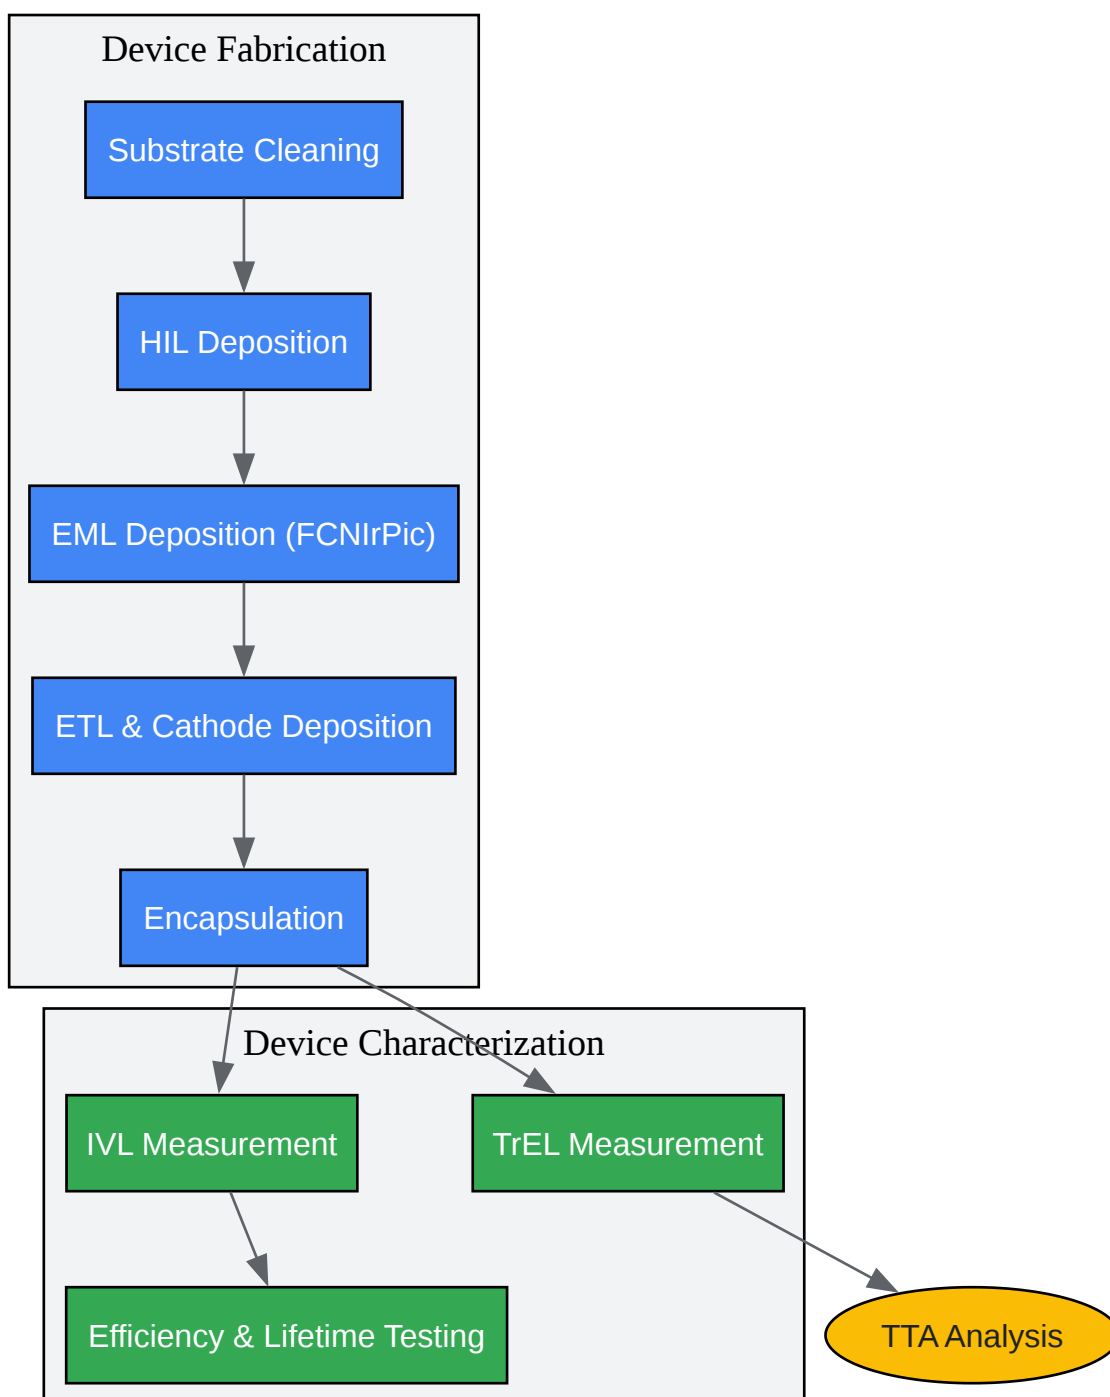 Device Fabrication
Substrate Cleaning
HIL Deposition
EML Deposition (FCNIrPic)
ETL & Cathode Deposition
Encapsulation
Device Characterization
IVL Measurement
TrEL Measurement
Efficiency & Lifetime Testing
TTA Analysis